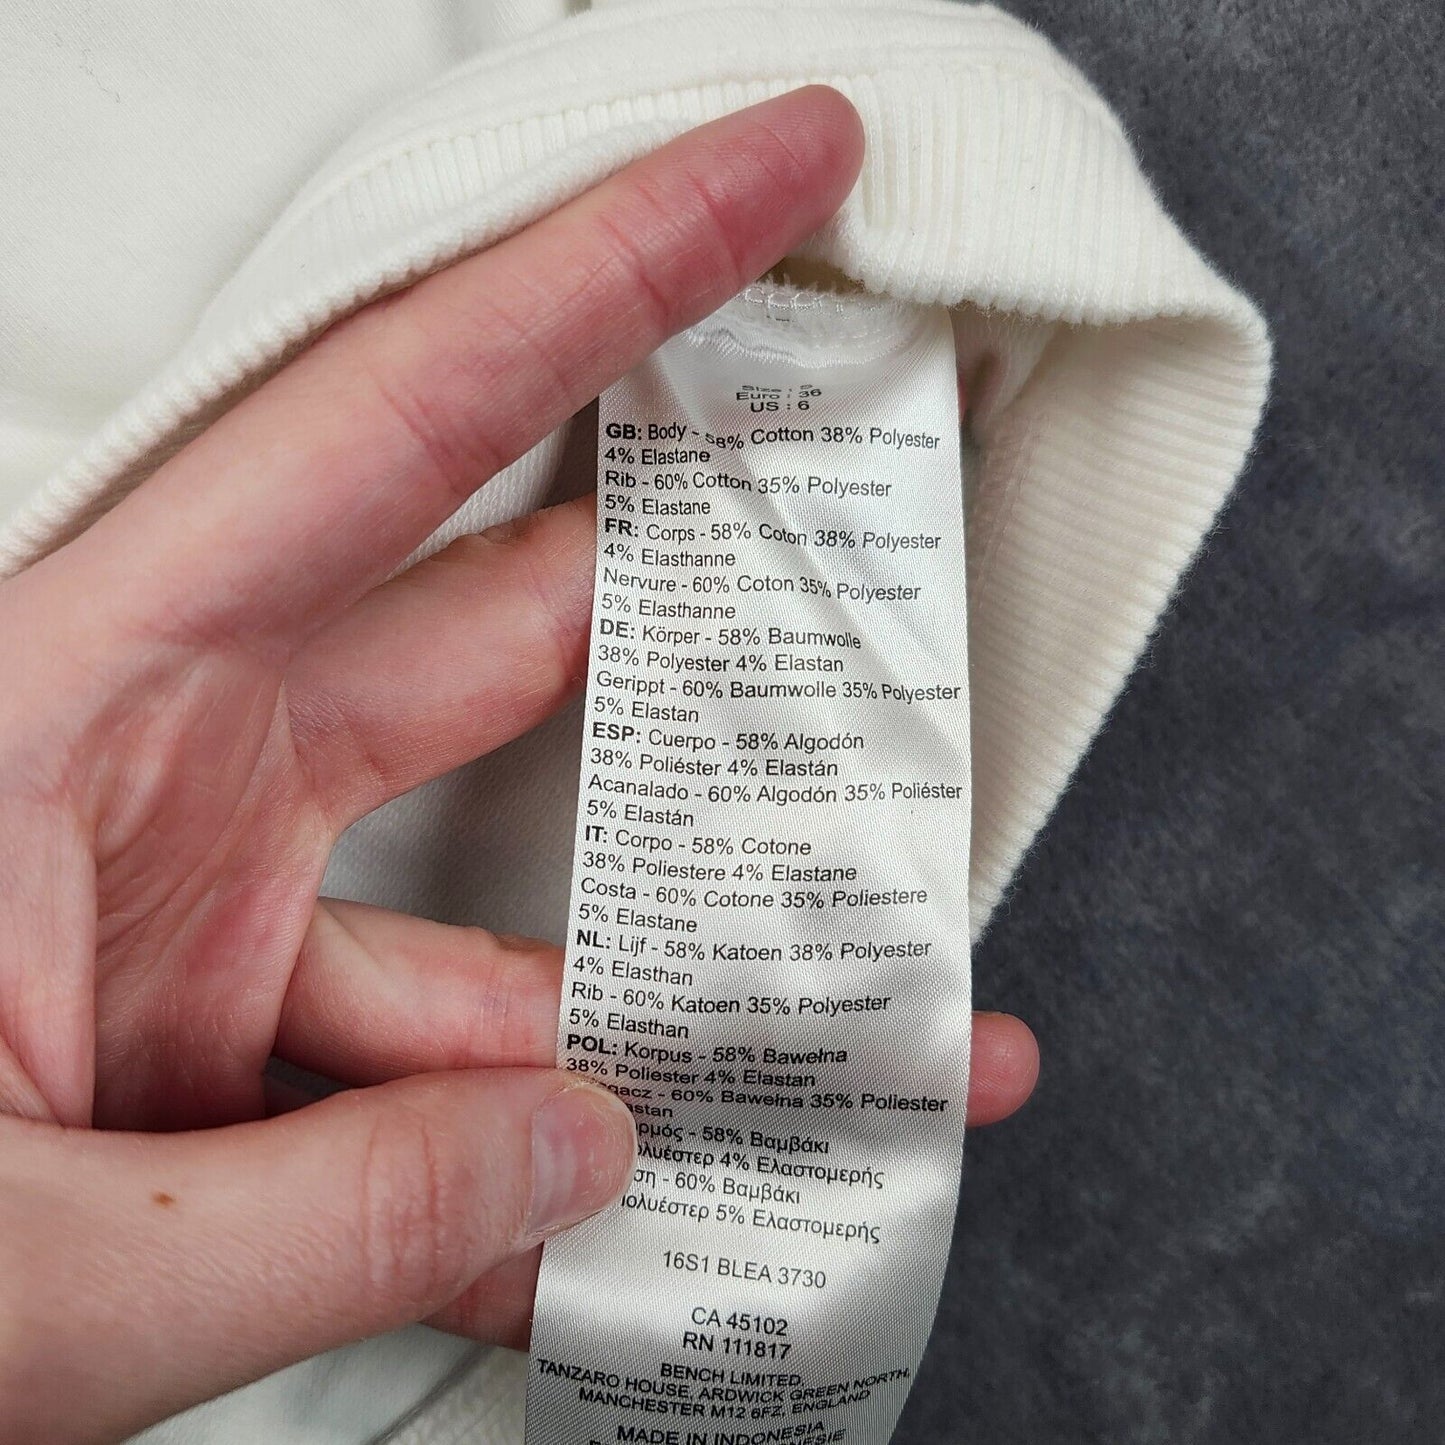 Size : S
Euro : 36
US : 6
GB: Body - 58% Cotton 38% Polyester
4% Elastane
Rib - 60% Cotton 35% Polyester
5% Elastane
FR: Corps - 58% Coton 38% Polyester
4% Elasthanne
Nervure - 60% Coton 35% Polyester
5% Elasthanne
DE: Körper - 58% Baumwolle
38% Polyester 4% Elastan
Gerippt - 60% Baumwolle 35% Polyester
5% Elastan
ESP: Cuerpo - 58% Algodón
38% Poliéster 4% Elastán
Acanalado - 60% Algodón 35% Poliéster
5% Elastán
IT: Corpo - 58% Cotone
38% Poliestere 4% Elastane
Costa - 60% Cotone 35% Poliestere
5% Elastane
NL: Lijf - 58% Katoen 38% Polyester
4% Elasthan
Rib - 60% Katoen 35% Polyester
5% Elasthan
POL: Korpus - 58% Bawełna
38% Poliester 4% Elastan
- 60% Bawełna 35% Poliester
- 58% Βαμβάκι
4% Ελαστομερής
- 60% Βαμβάκι
5% Ελαστομερής
16S1 BLEA 3730
CA 45102
RN 111817
BENCH LIMITED,
TANZARO HOUSE, ARDWICK GREEN NORTH,
MANCHESTER M12 6FZ, ENGLAND
MADE IN INDONESIA